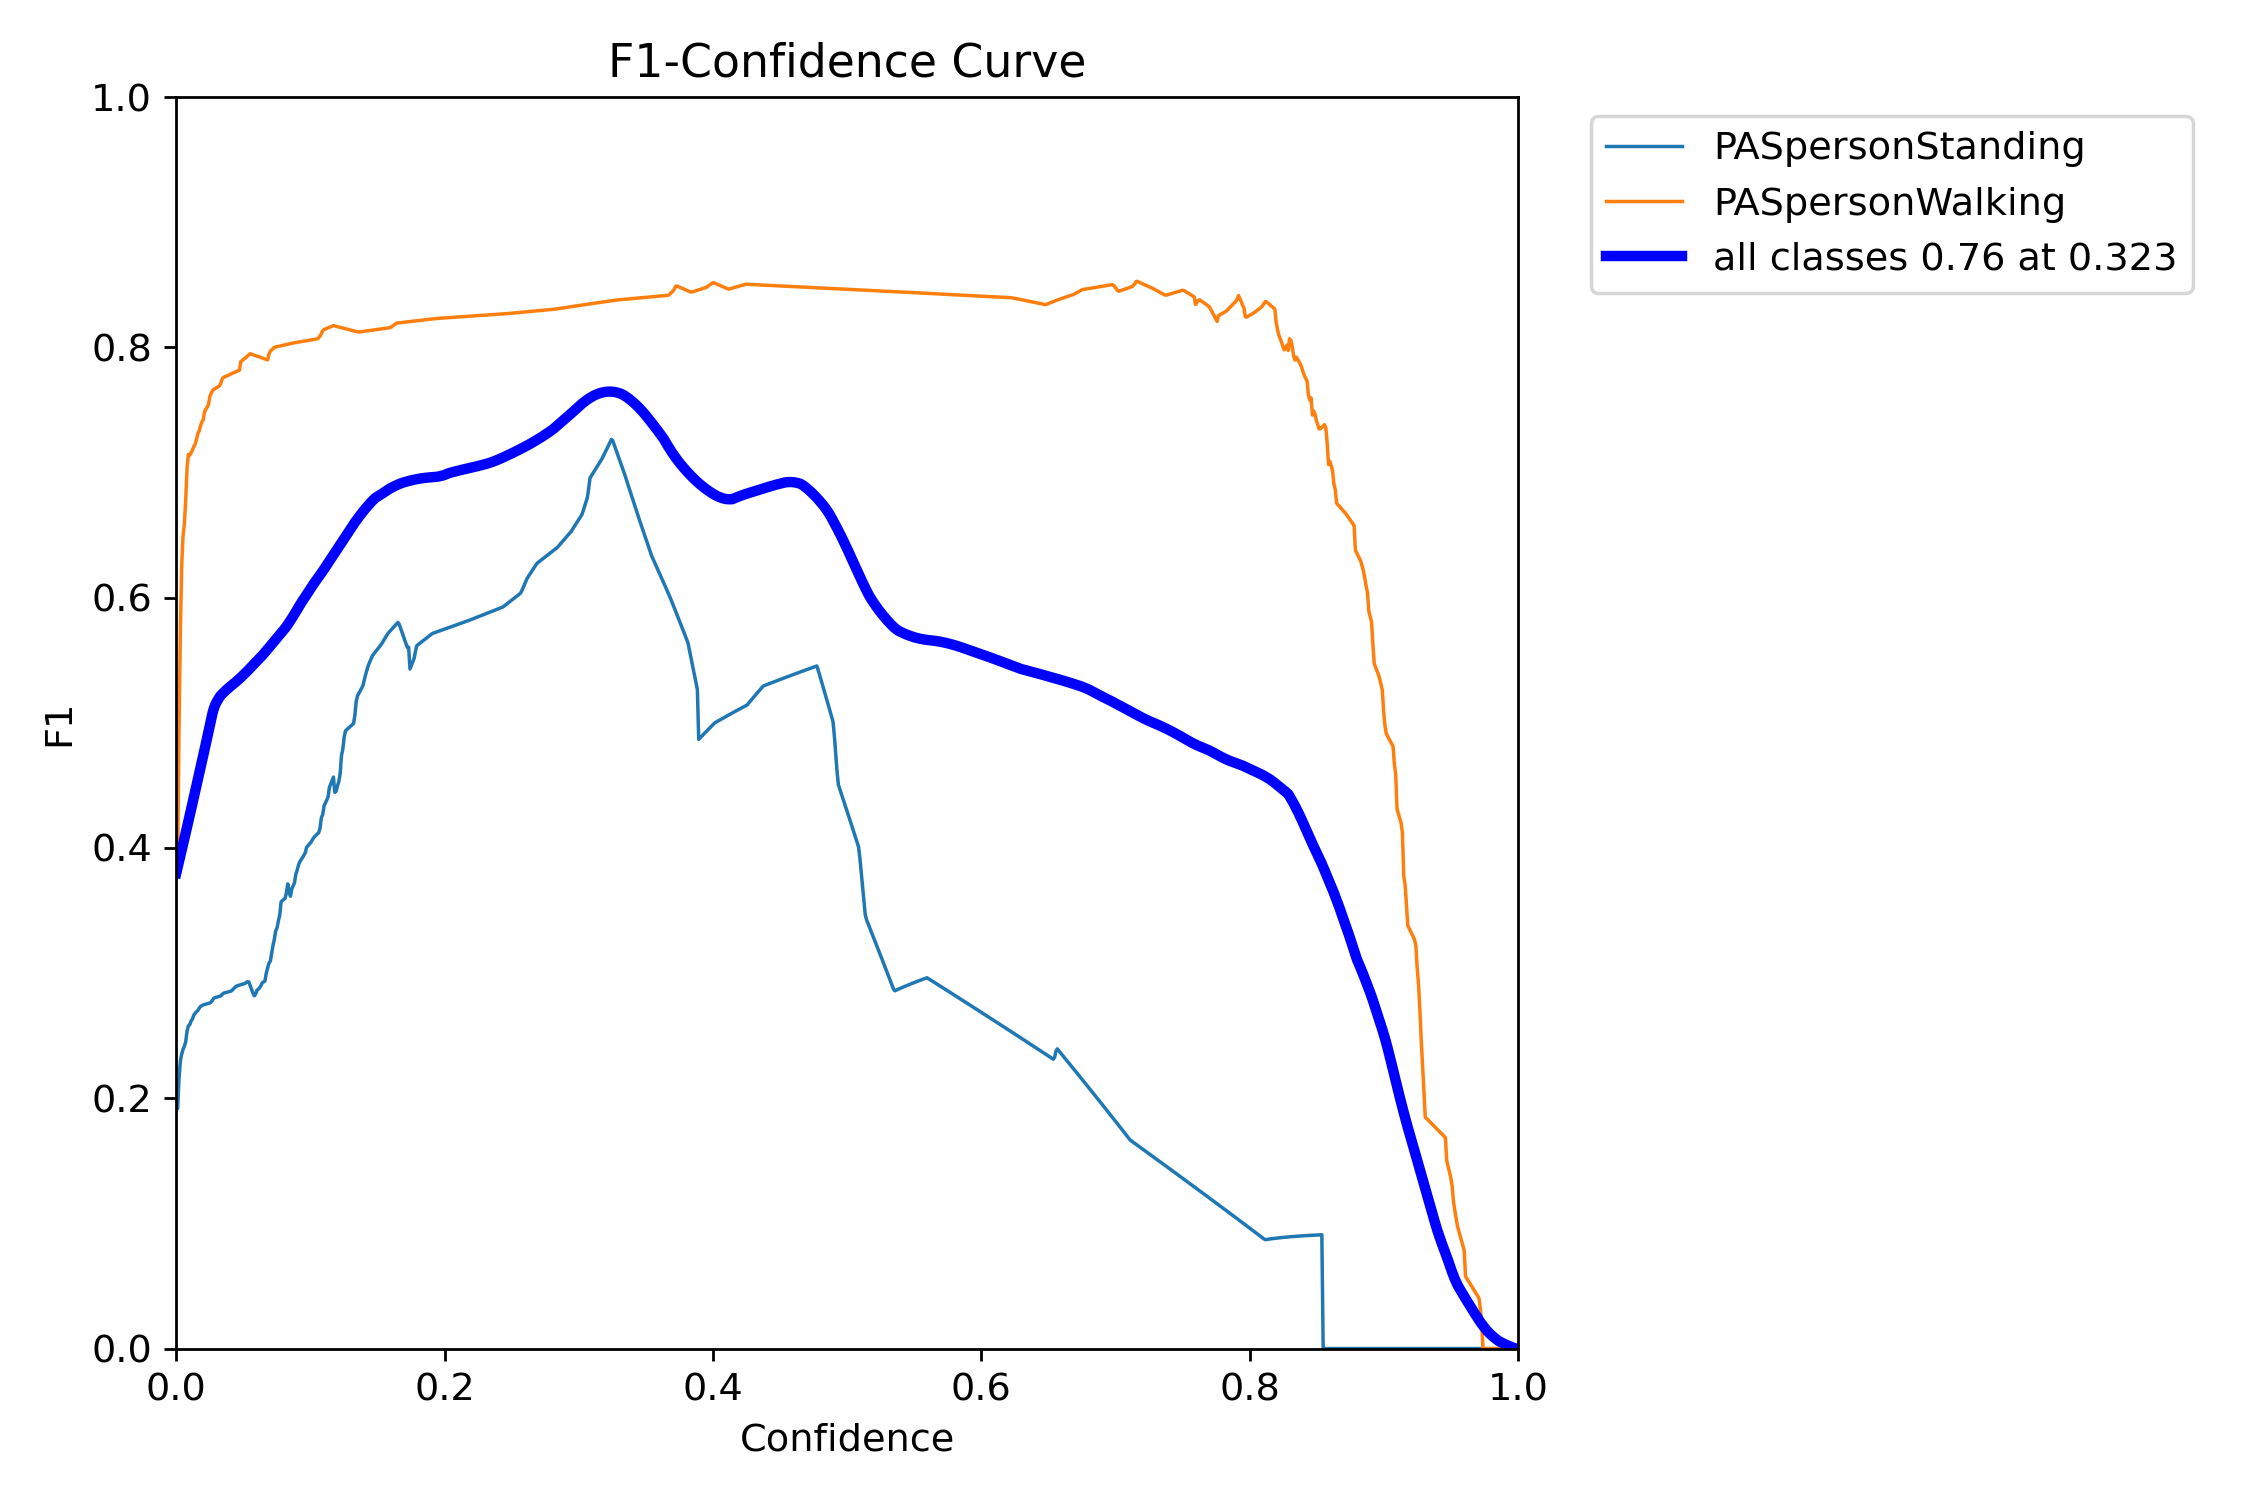 F1-Confidence Curve
PASpersonStanding
PASpersonWalking
all classes 0.76 at 0.323
1.0
0.8
0.6
0.4
0.2
0.0
F1
0.0 0.2 0.4 0.6 0.8 1.0
Confidence